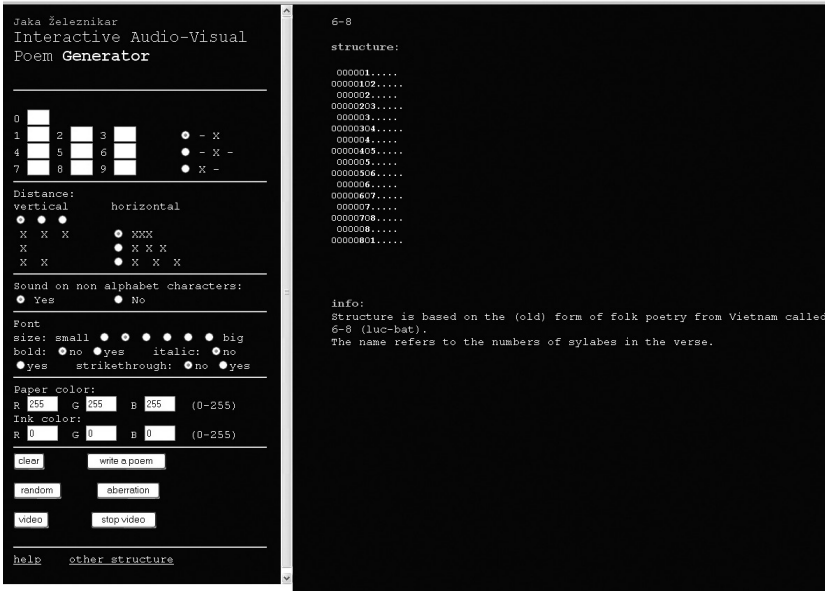 Jaka Železnikar
Interactive Audio-Visual
Poem Generator
0
1 2 3 - X
4 5 6 - X -
7 8 9 X -
Distance:
vertical horizontal
X X X XXX
X X X X
X X X X X
Sound on non alphabet characters:
Yes No
Font
size: small big
bold: no yes italic: no
yes strikethrough: no yes
Paper color:
R 255 G 255 B 255 (0-255)
Ink color:
R 0 G 0 B 0 (0-255)
clear write a poem
random aberration
video stop video
help other structure
6-8
structure:
000001.....
00000102.....
000002.....
00000203.....
000003.....
00000304.....
000004.....
00000405.....
000005.....
00000506.....
000006.....
00000607.....
000007.....
00000708.....
000008.....
00000801.....
info:
Structure is based on the (old) form of folk poetry from Vietnam called
6-8 (luc-bat).
The name refers to the numbers of sylabes in the verse.